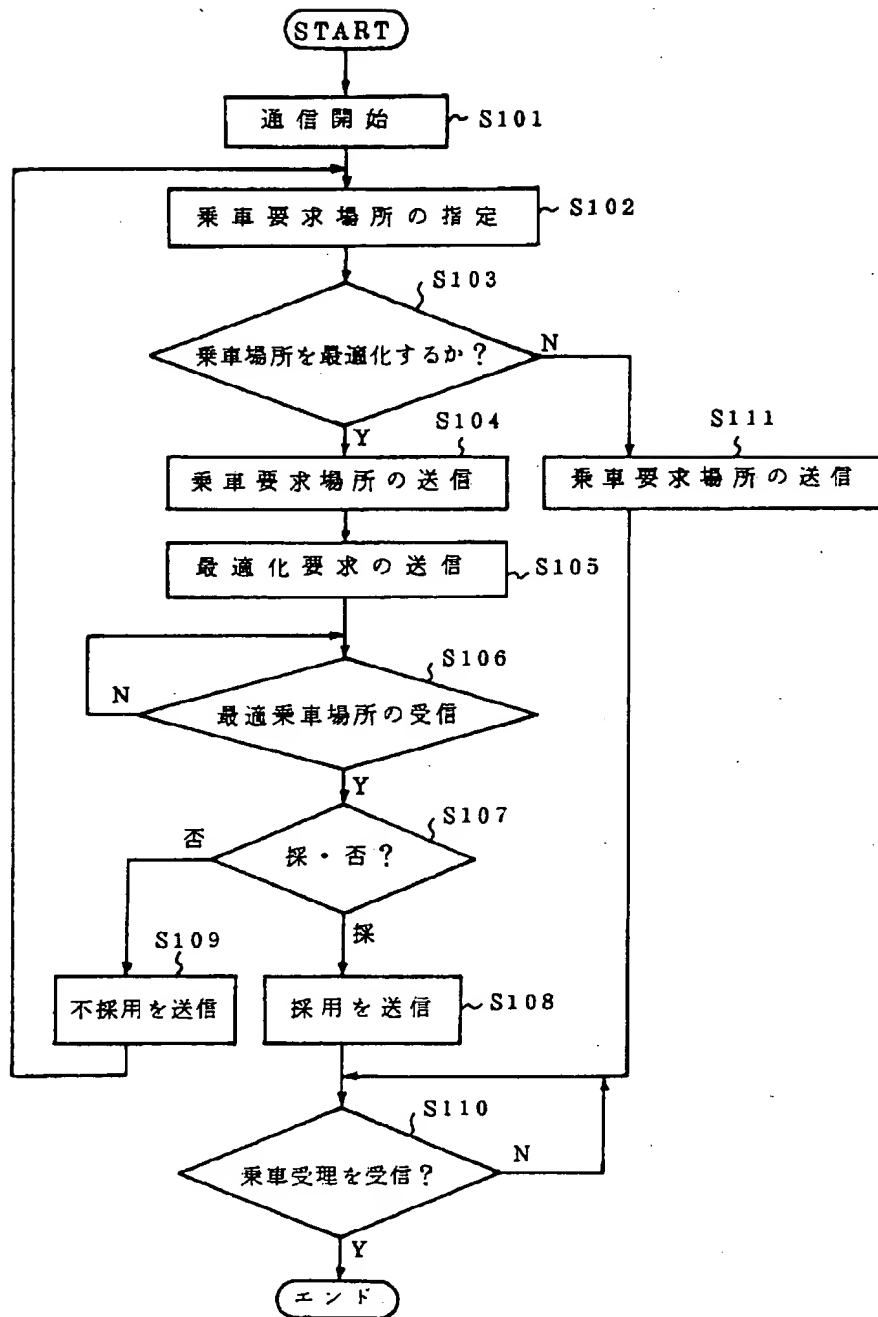 START
通信開始
S101
乗車要求場所の指定
S102
S103
乗車場所を最適化するか?
N
Y
S104
乗車要求場所の送信
S111
乗車要求場所の送信
最適化要求の送信
S105
S106
N
最適乗車場所の受信
Y
S107
否
採・否?
採
S109
不採用を送信
採用を送信
S108
S110
乗車受理を受信?
N
Y
エンド